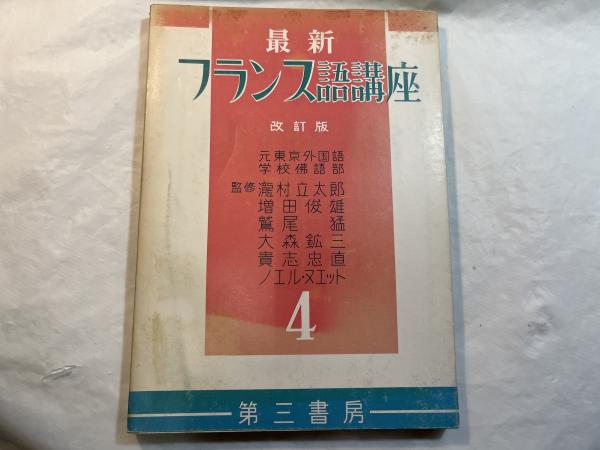 最新
フランス語講座
改訂版
元東京外国語
学校佛語部
監修 瀧村立太郎
増田俊雄
鷲尾 猛
大森鉱三
貴志忠直
ノエル・ヌエット
4
第三書房